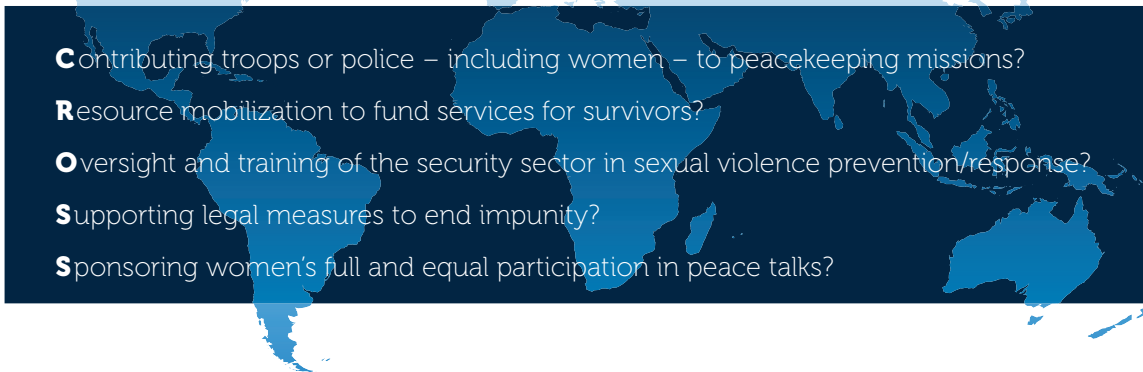 Contributing troops or police – including women – to peacekeeping missions?
Resource mobilization to fund services for survivors?
Oversight and training of the security sector in sexual violence prevention/response?
Supporting legal measures to end impunity?
Sponsoring women's full and equal participation in peace talks?